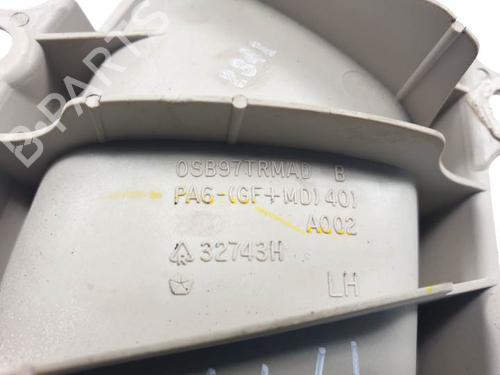 B-PARTS
0SB97TRMAD B
PA6-(GF+MD)40)
A002
32743H
LH